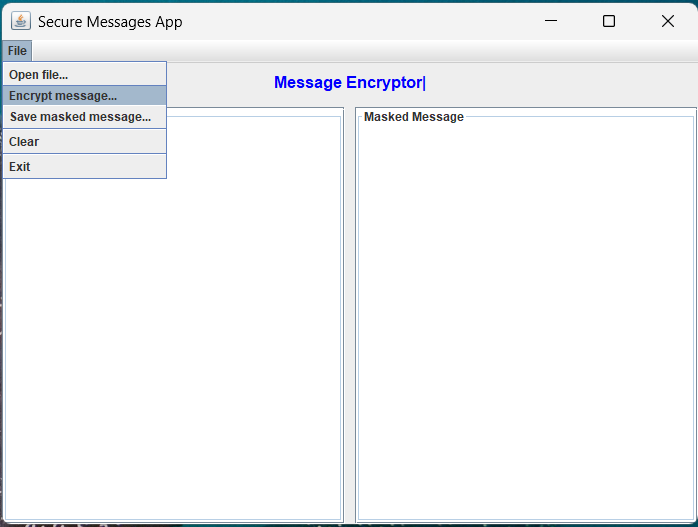 Secure Messages App
File
Message Encryptor|
Open file...
Encrypt message...
Save masked message...
Clear
Exit
Masked Message